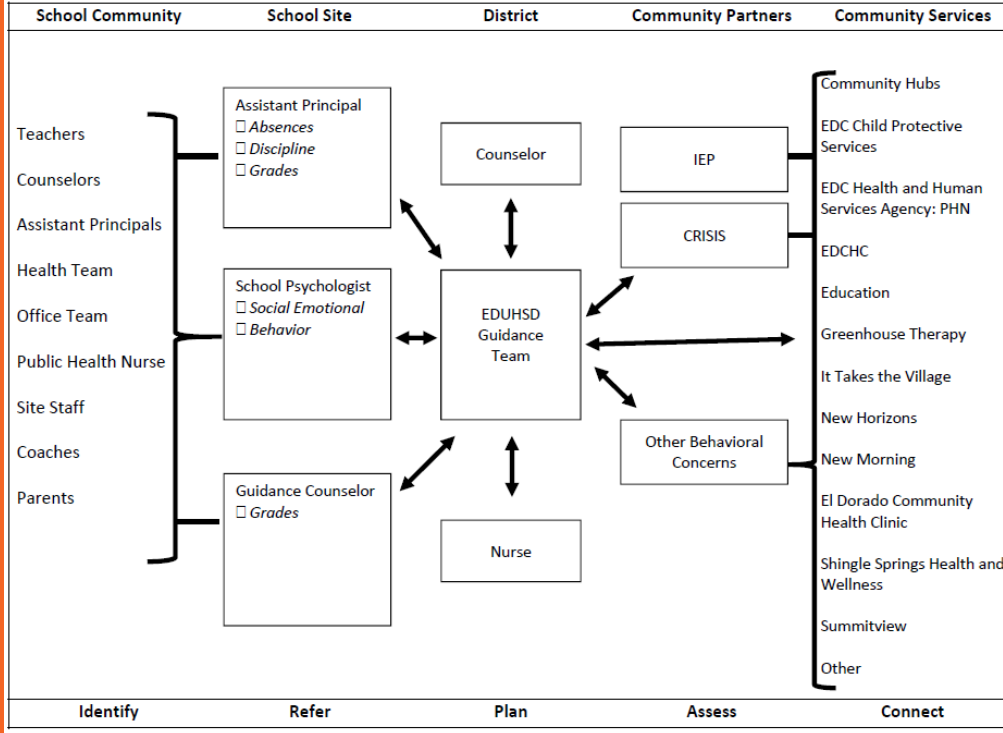 School Community
School Site
District
Community Partners
Community Services
Teachers
Counselors
Assistant Principals
Health Team
Office Team
Public Health Nurse
Site Staff
Coaches
Parents
Assistant Principal
□ Absences
□ Discipline
□ Grades
School Psychologist
□ Social Emotional
□ Behavior
Guidance Counselor
□ Grades
Counselor
EDUHSD
Guidance
Team
Nurse
IEP
CRISIS
Other Behavioral
Concerns
Community Hubs
EDC Child Protective
Services
EDC Health and Human
Services Agency: PHN
EDCHC
Education
Greenhouse Therapy
It Takes the Village
New Horizons
New Morning
El Dorado Community
Health Clinic
Shingle Springs Health and
Wellness
Summitview
Other
Identify
Refer
Plan
Assess
Connect